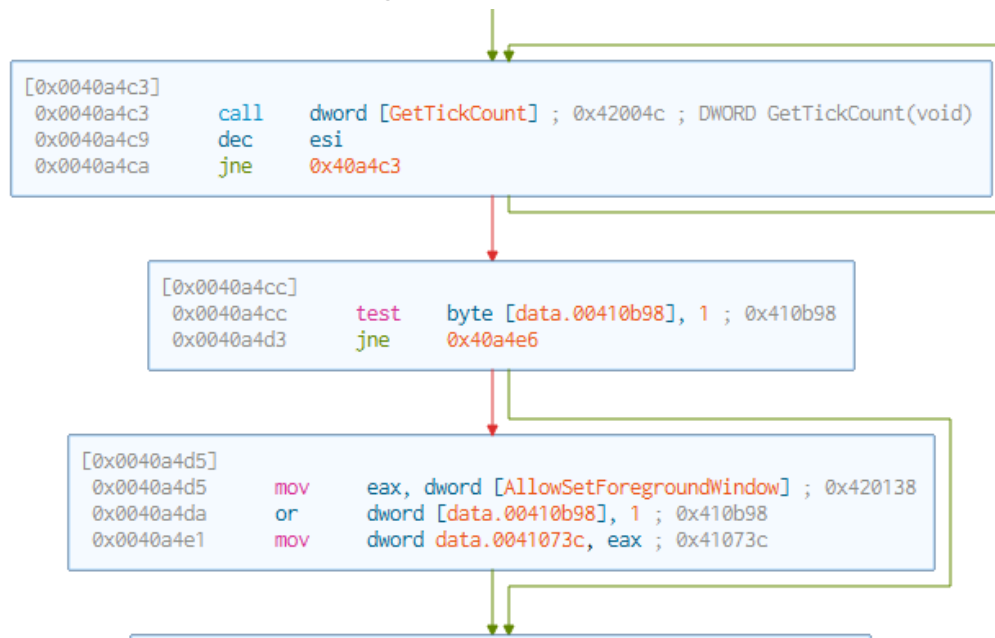 [0x0040a4c3]
0x0040a4c3 call dword [GetTickCount] ; 0x42004c ; DWORD GetTickCount(void)
0x0040a4c9 dec esi
0x0040a4ca jne 0x40a4c3
[0x0040a4cc]
0x0040a4cc test byte [data.00410b98], 1 ; 0x410b98
0x0040a4d3 jne 0x40a4e6
[0x0040a4d5]
0x0040a4d5 mov eax, dword [AllowSetForegroundWindow] ; 0x420138
0x0040a4da or dword [data.00410b98], 1 ; 0x410b98
0x0040a4e1 mov dword data.0041073c, eax ; 0x41073c